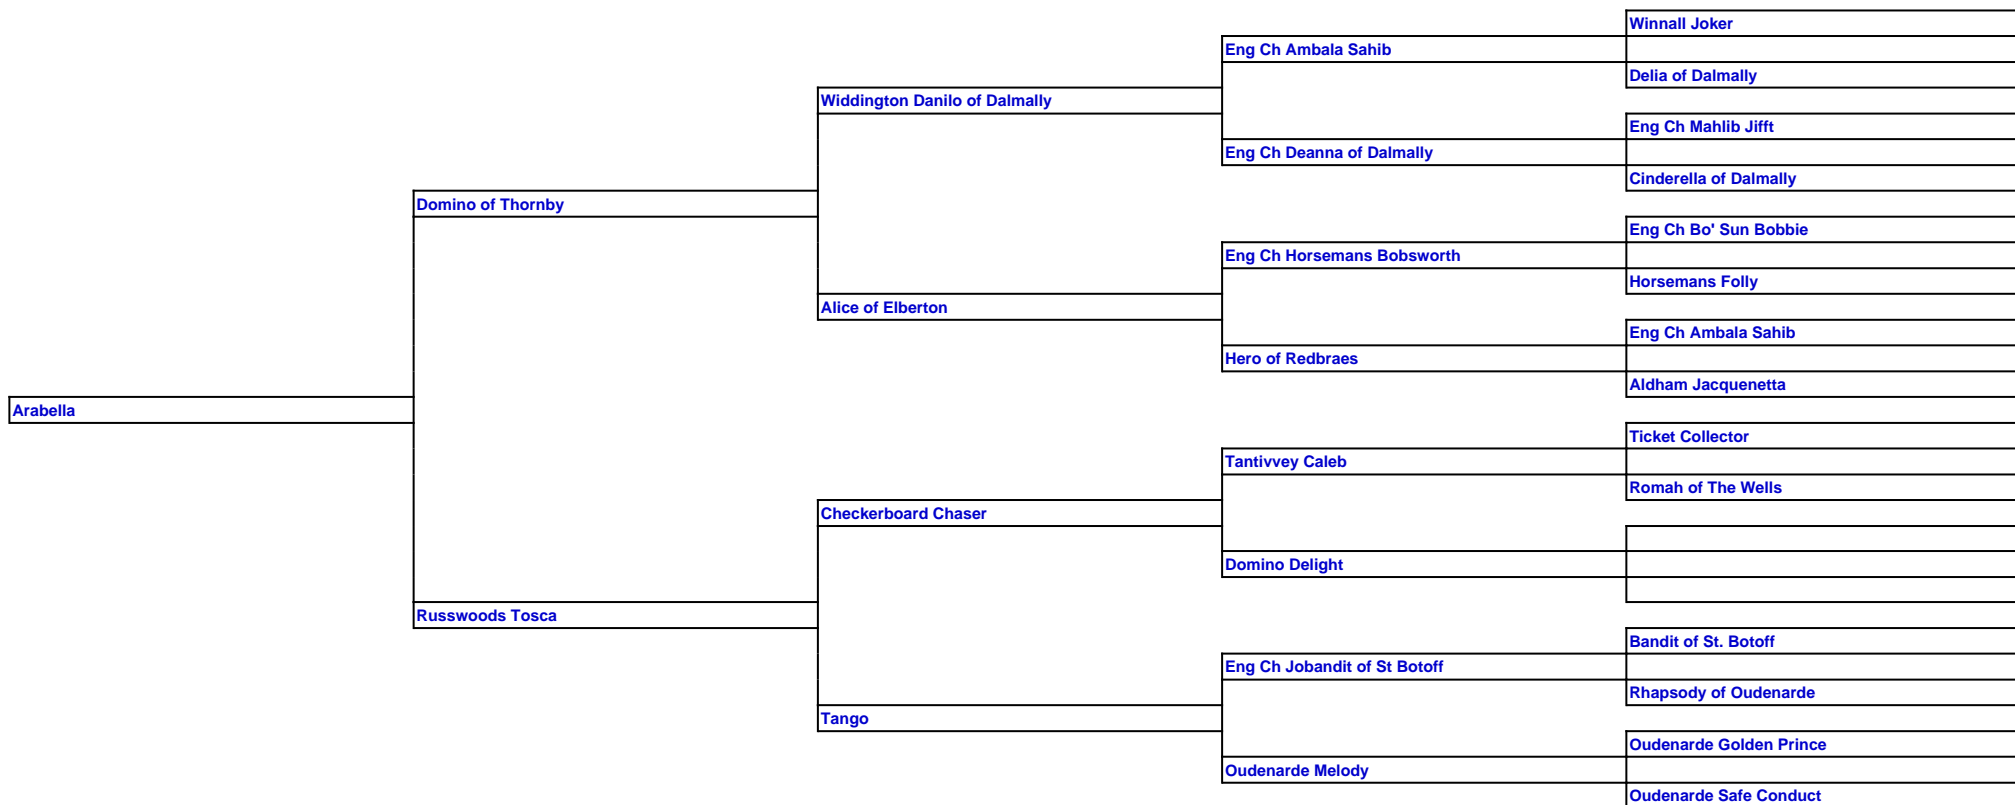 Winnall Joker
Eng Ch Ambala Sahib
Delia of Dalmally
Widdington Danilo of Dalmally
Eng Ch Mahlib Jifft
Eng Ch Deanna of Dalmally
Cinderella of Dalmally
Domino of Thornby
Eng Ch Bo' Sun Bobbie
Eng Ch Horsemans Bobsworth
Horsemans Folly
Alice of Elberton
Eng Ch Ambala Sahib
Hero of Redbraes
Aldham Jacquenetta
Arabella
Ticket Collector
Tantivvey Caleb
Romah of The Wells
Checkerboard Chaser
Domino Delight
Russwoods Tosca
Bandit of St. Botoff
Eng Ch Jobandit of St Botoff
Rhapsody of Oudenarde
Tango
Oudenarde Golden Prince
Oudenarde Melody
Oudenarde Safe Conduct